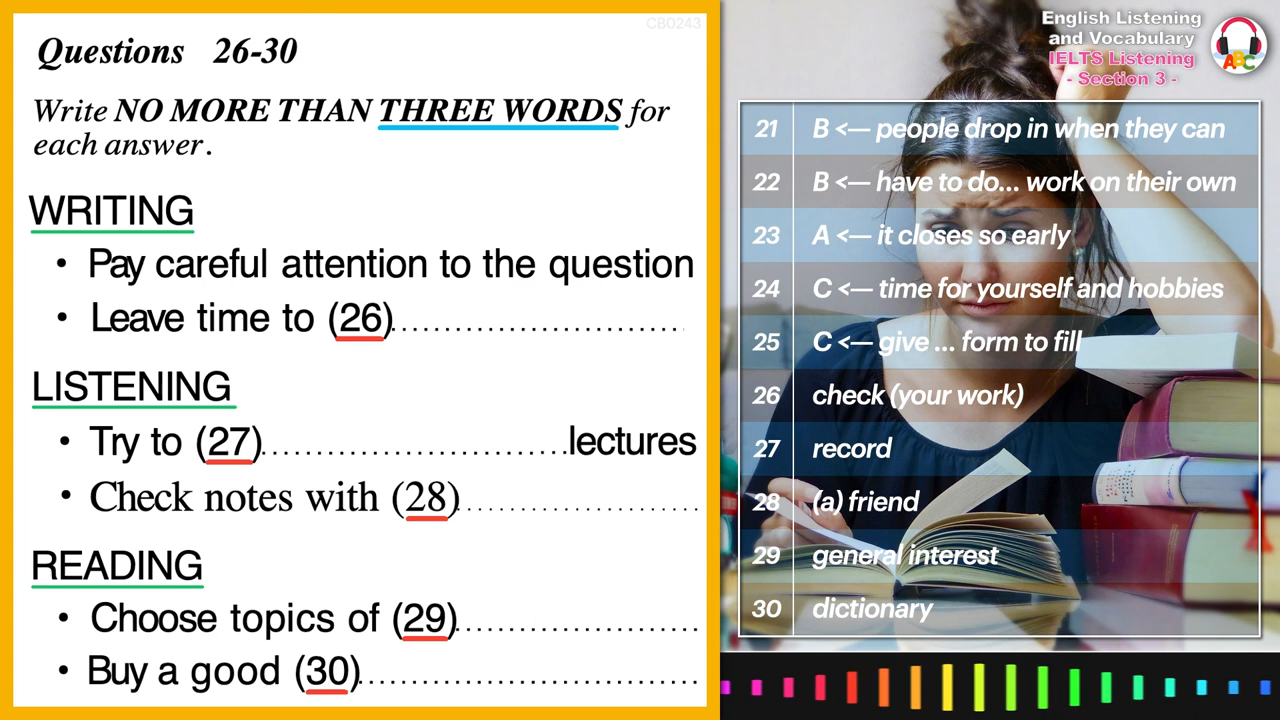 CB0243
Questions 26-30
Write NO MORE THAN THREE WORDS for
each answer.
WRITING
• Pay careful attention to the question
• Leave time to (26)..............................
LISTENING
• Try to (27)..............................lectures
• Check notes with (28)..............................
READING
• Choose topics of (29)..............................
• Buy a good (30)..............................
English Listening
and Vocabulary
IELTS Listening
- Section 3 -
ABC
21 B <— people drop in when they can
22 B <— have to do... work on their own
23 A <— it closes so early
24 C <— time for yourself and hobbies
25 C <— give ... form to fill
26 check (your work)
27 record
28 (a) friend
29 general interest
30 dictionary